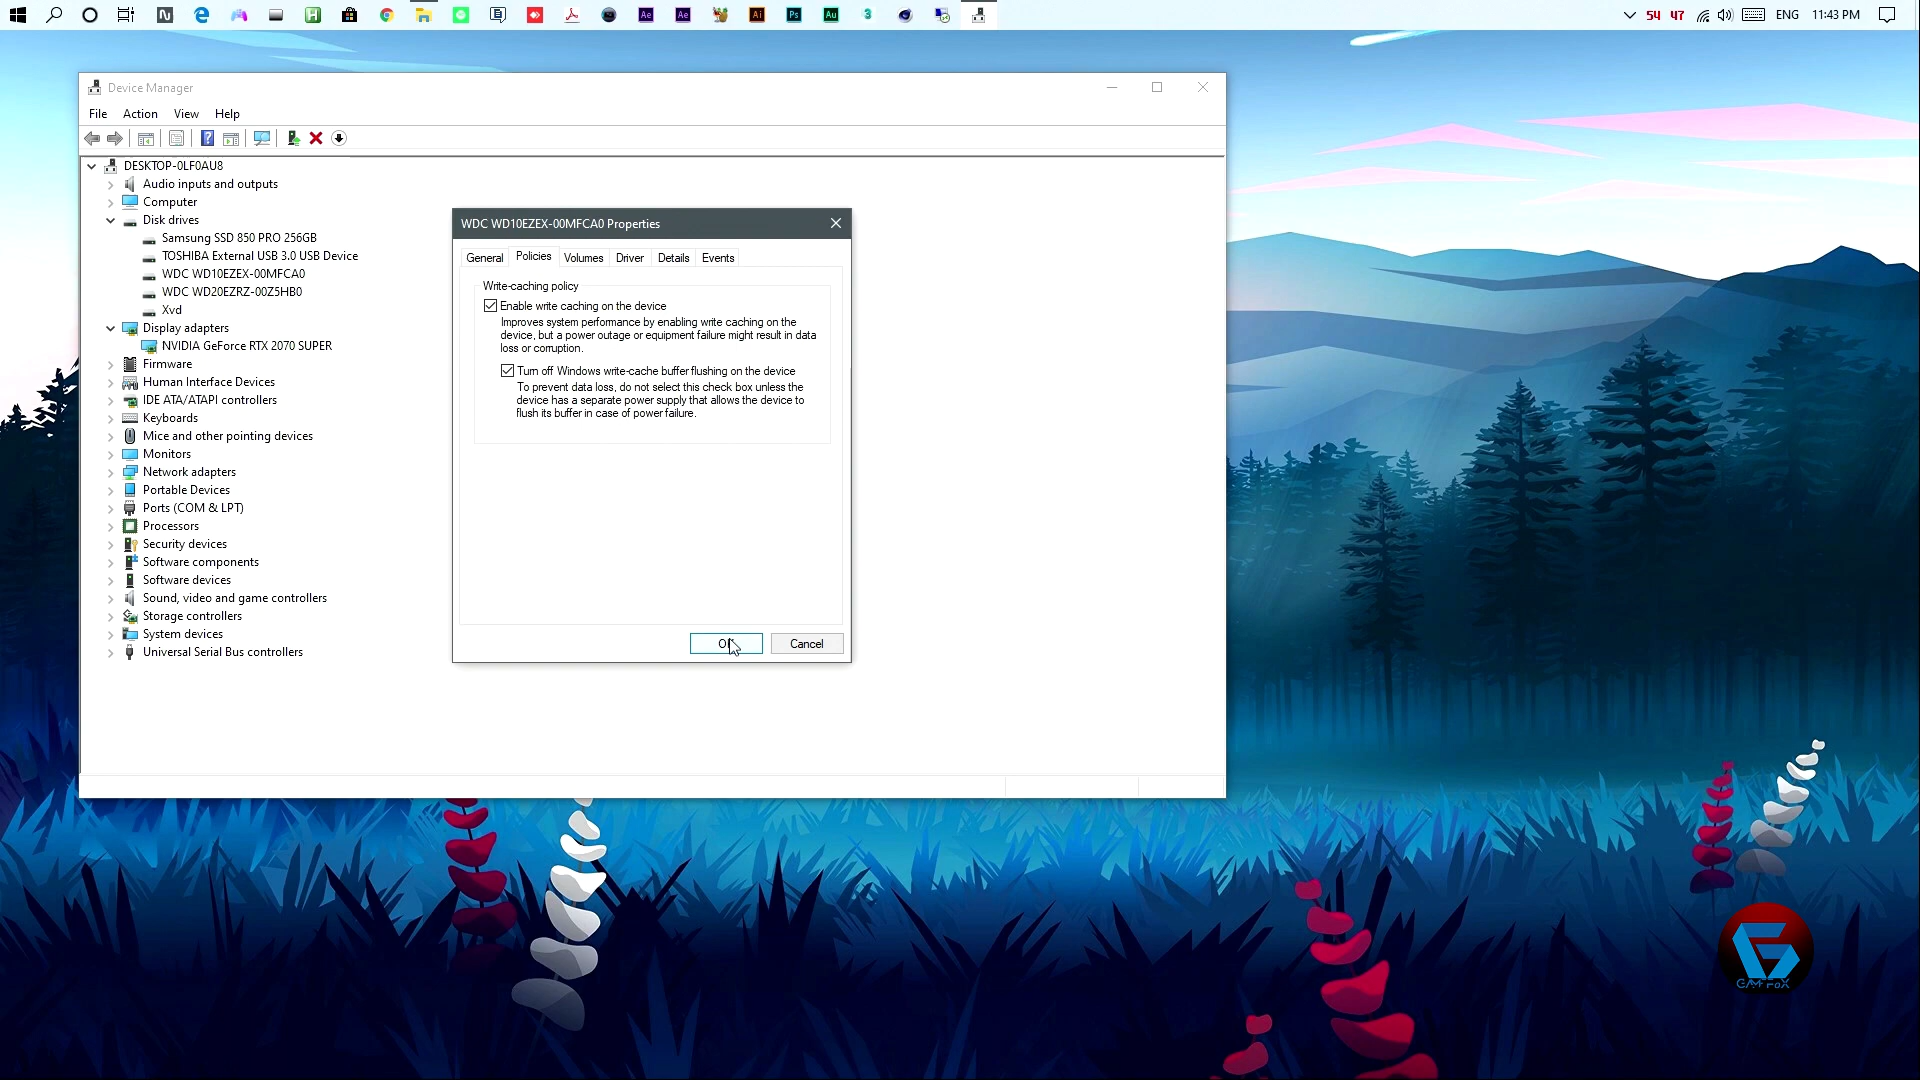 54 47 ENG 11:43 PM
Device Manager
File Action View Help
DESKTOP-0LF0AU8
Audio inputs and outputs
Computer
Disk drives
Samsung SSD 850 PRO 256GB
TOSHIBA External USB 3.0 USB Device
WDC WD10EZEX-00MFCA0
WDC WD20EZRZ-00Z5HB0
Xvd
Display adapters
NVIDIA GeForce RTX 2070 SUPER
Firmware
Human Interface Devices
IDE ATA/ATAPI controllers
Keyboards
Mice and other pointing devices
Monitors
Network adapters
Portable Devices
Ports (COM & LPT)
Processors
Security devices
Software components
Software devices
Sound, video and game controllers
Storage controllers
System devices
Universal Serial Bus controllers
WDC WD10EZEX-00MFCA0 Properties
General Policies Volumes Driver Details Events
Write-caching policy
Enable write caching on the device
Improves system performance by enabling write caching on the
device, but a power outage or equipment failure might result in data
loss or corruption.
Turn off Windows write-cache buffer flushing on the device
To prevent data loss, do not select this check box unless the
device has a separate power supply that allows the device to
flush its buffer in case of power failure.
OK Cancel